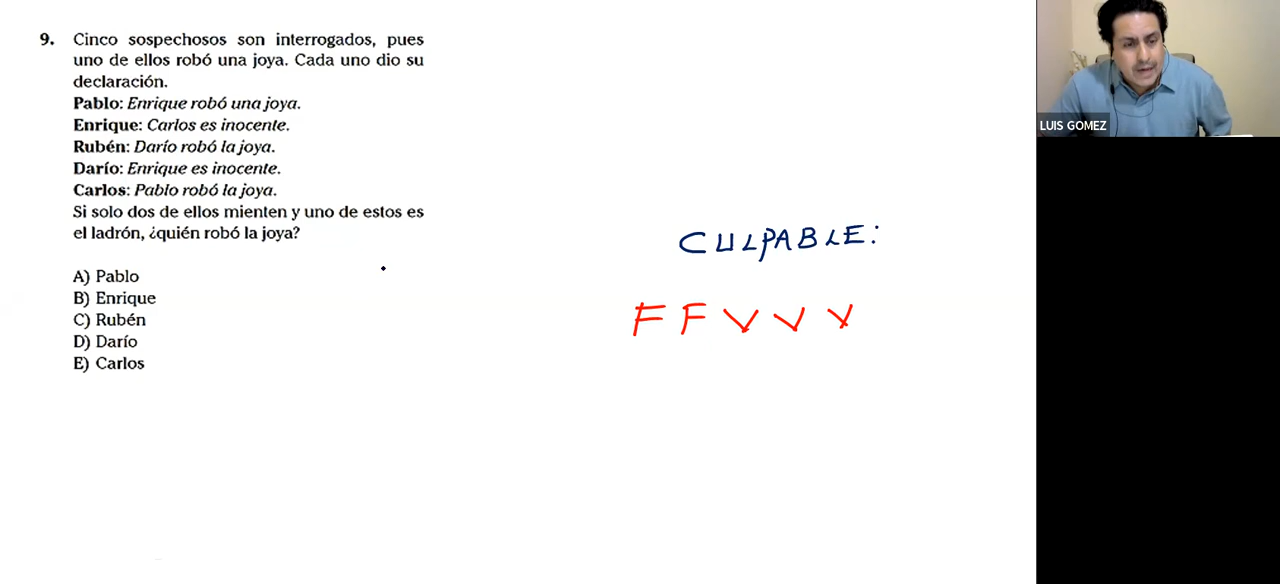 9. Cinco sospechosos son interrogados, pues
uno de ellos robó una joya. Cada uno dio su
declaración.
Pablo: Enrique robó una joya.
Enrique: Carlos es inocente.
Rubén: Darío robó la joya.
Darío: Enrique es inocente.
Carlos: Pablo robó la joya.
Si solo dos de ellos mienten y uno de estos es
el ladrón, ¿quién robó la joya?
A) Pablo
B) Enrique
C) Rubén
D) Darío
E) Carlos
CULPABLE:
F F V V V
LUIS GOMEZ